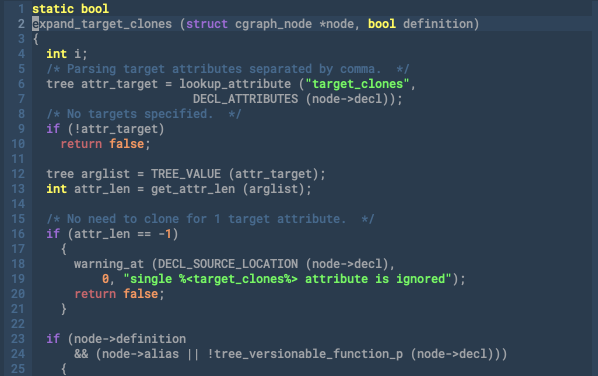 1 static bool
2 expand_target_clones (struct cgraph_node *node, bool definition)
3 {
4   int i;
5   /* Parsing target attributes separated by comma.  */
6   tree attr_target = lookup_attribute ("target_clones",
7                        DECL_ATTRIBUTES (node->decl));
8   /* No targets specified.  */
9   if (!attr_target)
10     return false;
11
12   tree arglist = TREE_VALUE (attr_target);
13   int attr_len = get_attr_len (arglist);
14
15   /* No need to clone for 1 target attribute.  */
16   if (attr_len == -1)
17     {
18       warning_at (DECL_SOURCE_LOCATION (node->decl),
19           0, "single %<target_clones%> attribute is ignored");
20       return false;
21     }
22
23   if (node->definition
24       && (node->alias || !tree_versionable_function_p (node->decl)))
25     {